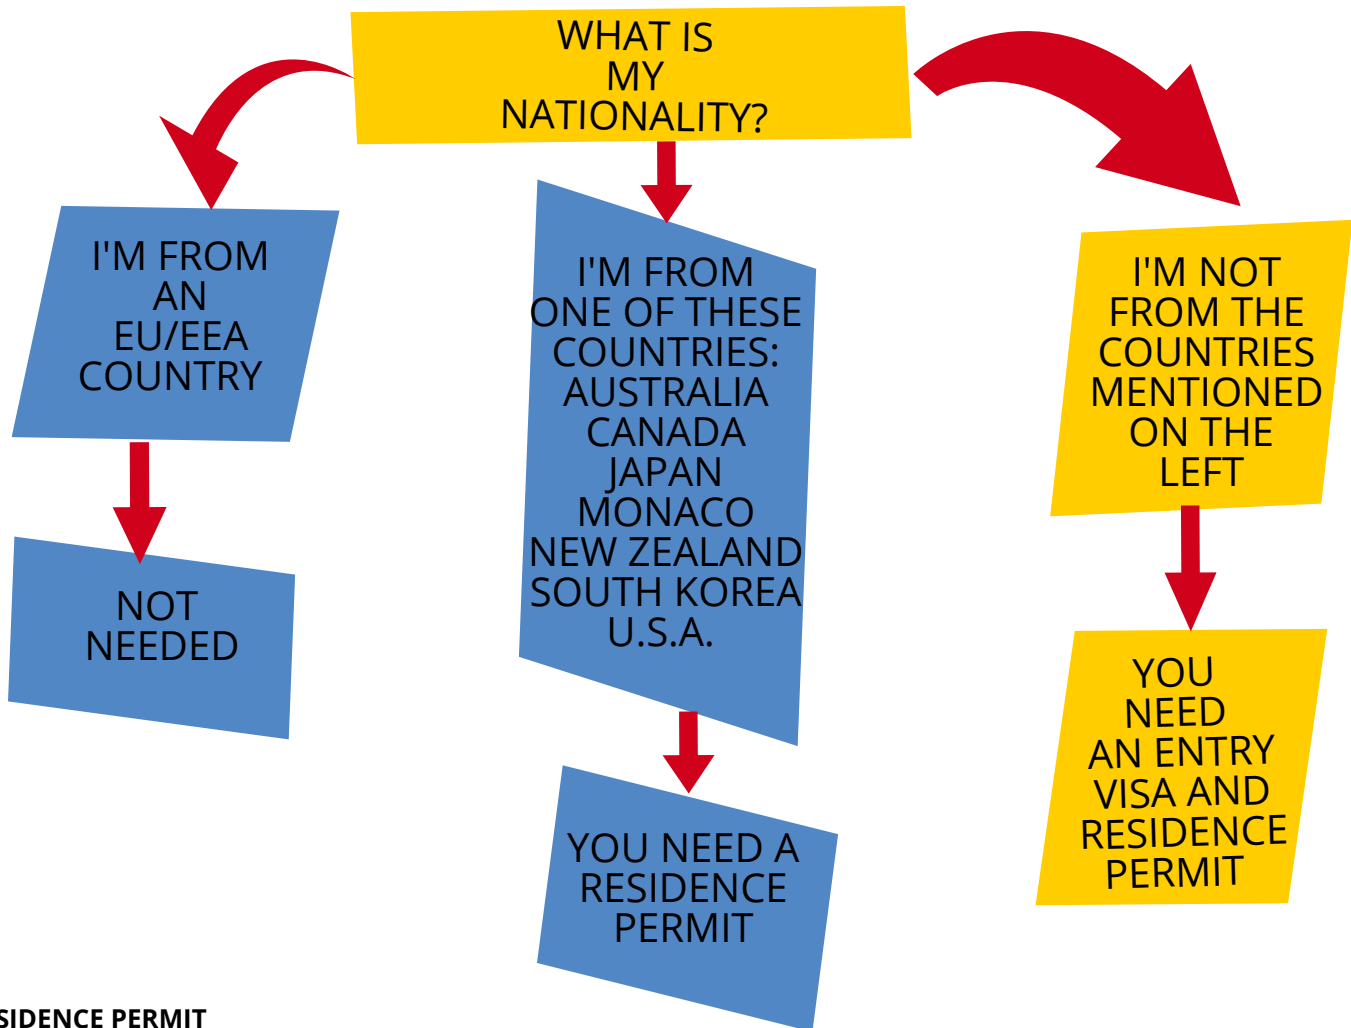 WHAT IS
MY
NATIONALITY?
I'M FROM
AN
EU/EEA
COUNTRY
NOT
NEEDED
I'M FROM
ONE OF THESE
COUNTRIES:
AUSTRALIA
CANADA
JAPAN
MONACO
NEW ZEALAND
SOUTH KOREA
U.S.A.
YOU NEED A
RESIDENCE
PERMIT
I'M NOT
FROM THE
COUNTRIES
MENTIONED
ON THE
LEFT
YOU
NEED
AN ENTRY
VISA AND
RESIDENCE
PERMIT
SIDENCE PERMIT